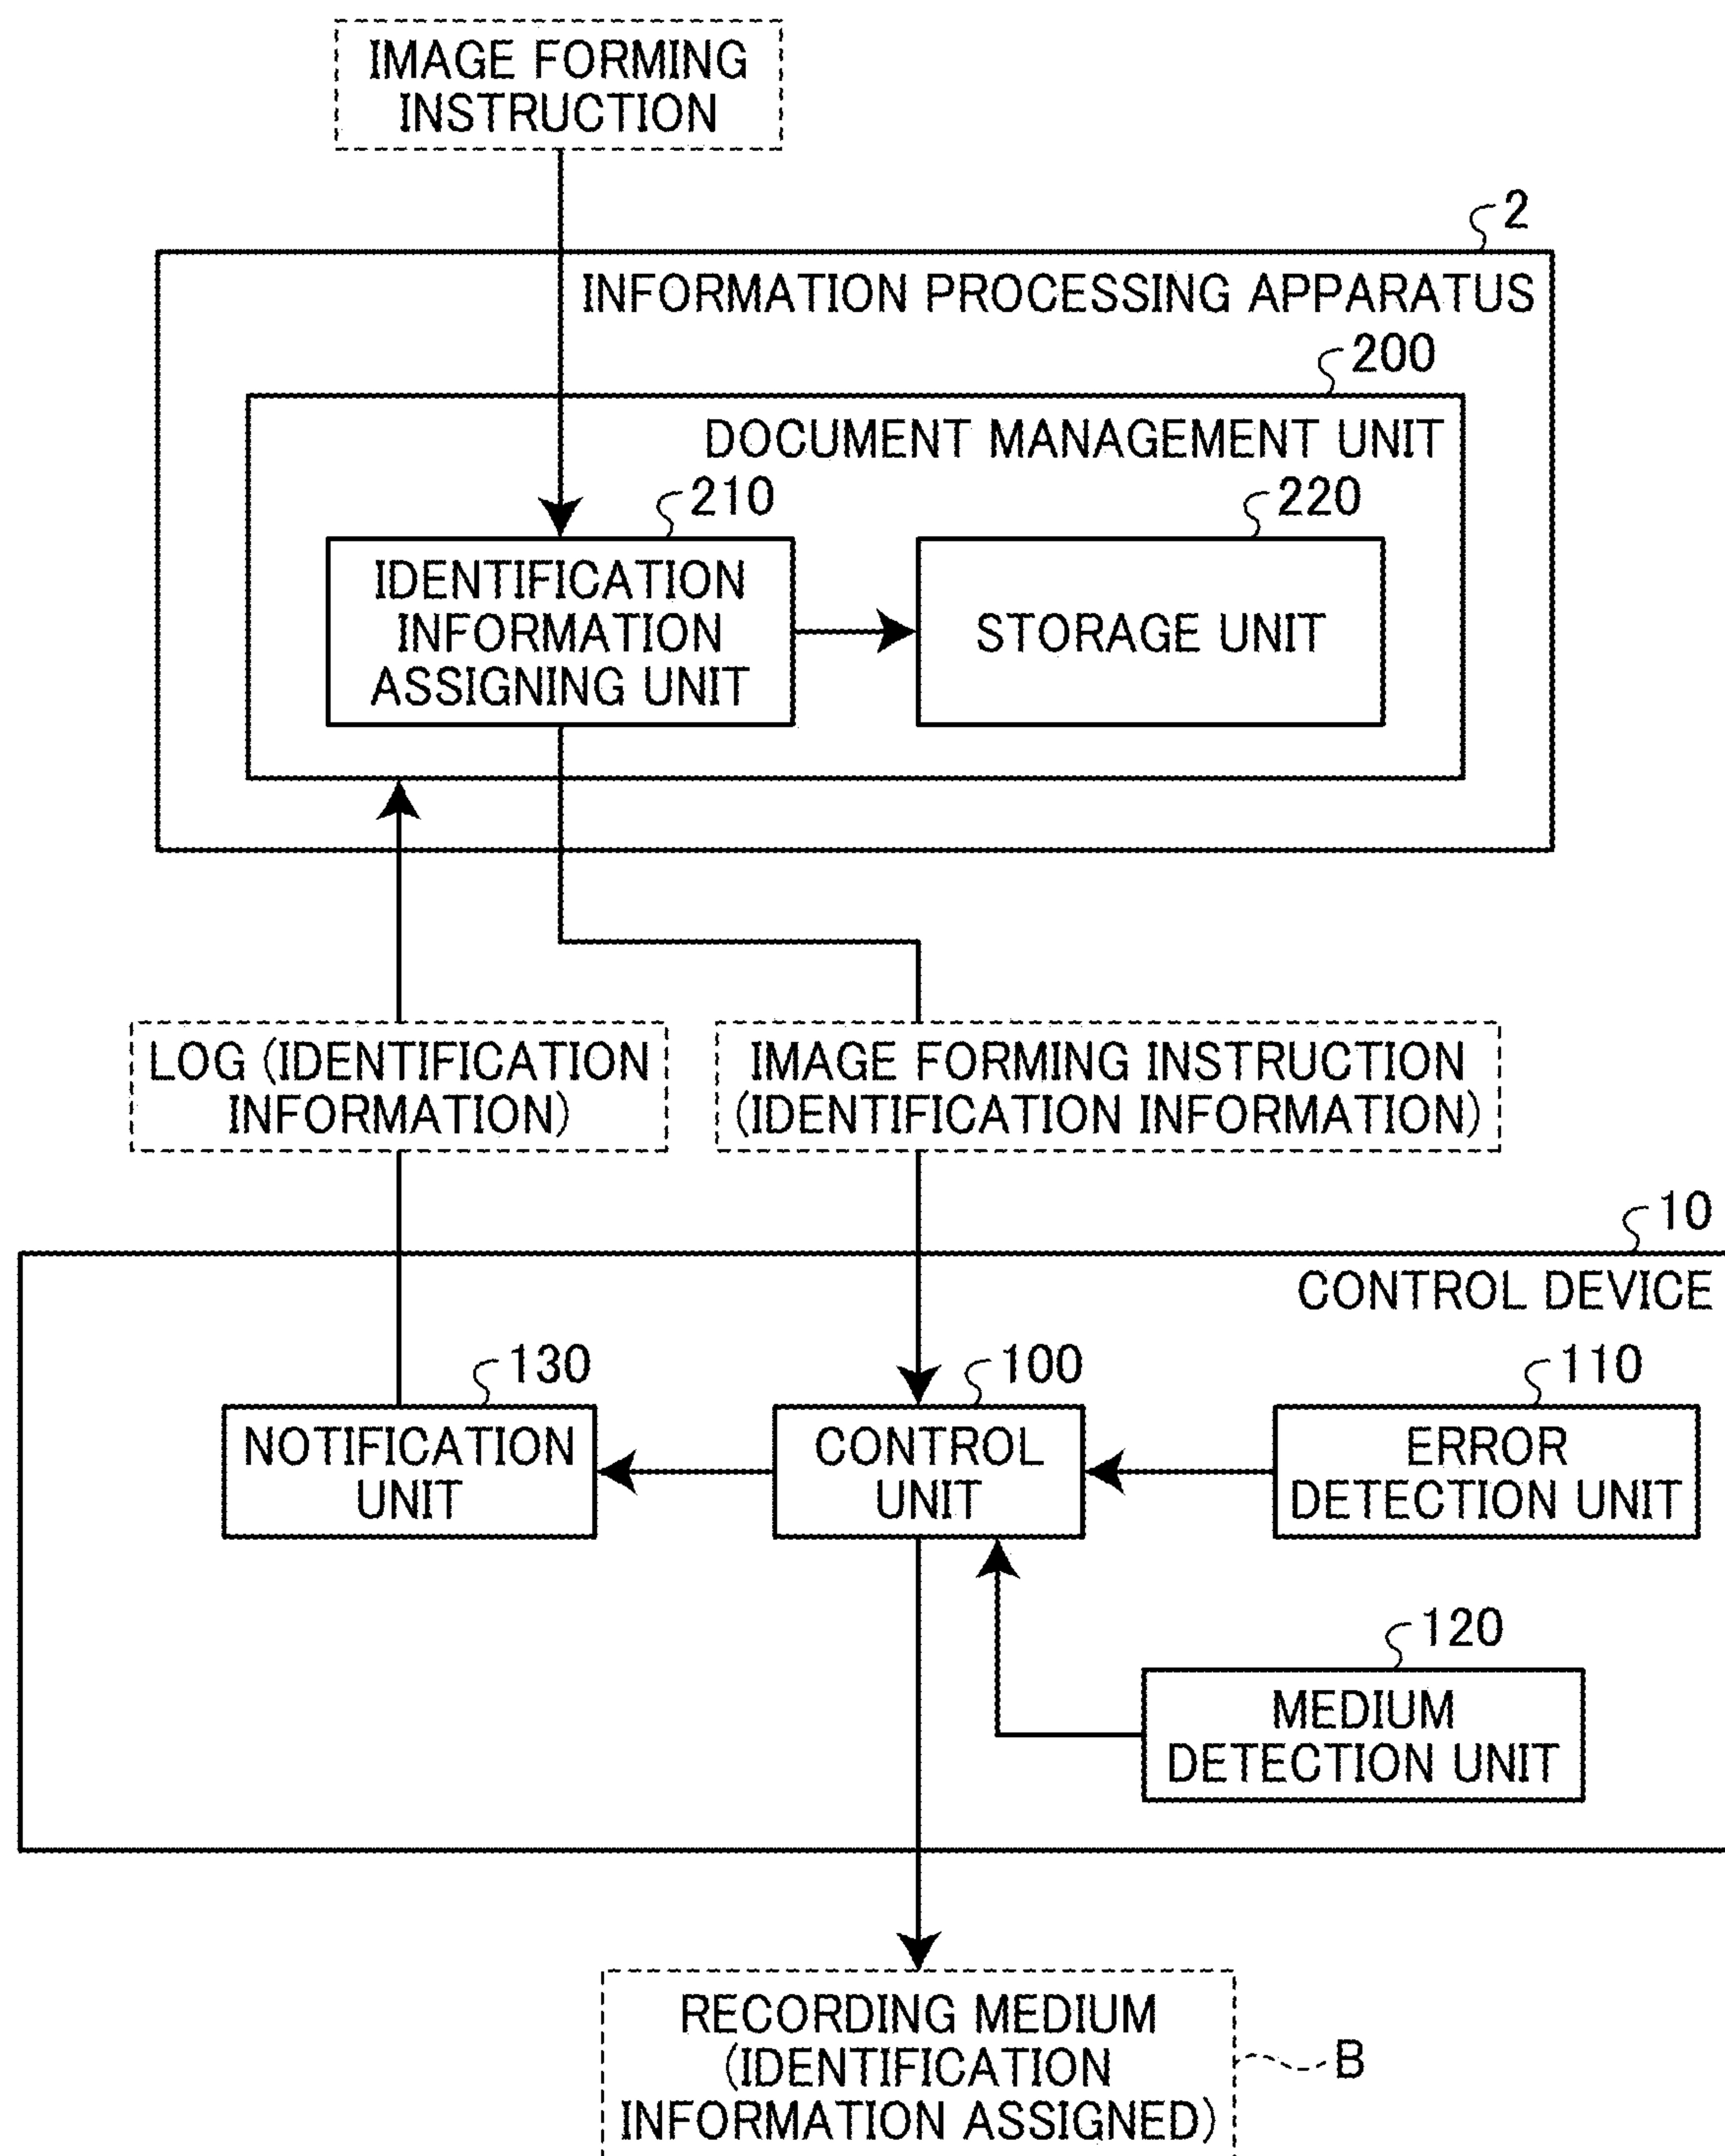 IMAGE FORMING
INSTRUCTION
2
INFORMATION PROCESSING APPARATUS
200
DOCUMENT MANAGEMENT UNIT
210
220
IDENTIFICATION
INFORMATION
ASSIGNING UNIT
STORAGE UNIT
LOG (IDENTIFICATION
INFORMATION)
IMAGE FORMING INSTRUCTION
(IDENTIFICATION INFORMATION)
10
CONTROL DEVICE
130
100
110
NOTIFICATION
UNIT
CONTROL
UNIT
ERROR
DETECTION UNIT
120
MEDIUM
DETECTION UNIT
RECORDING MEDIUM
(IDENTIFICATION
INFORMATION ASSIGNED)
B